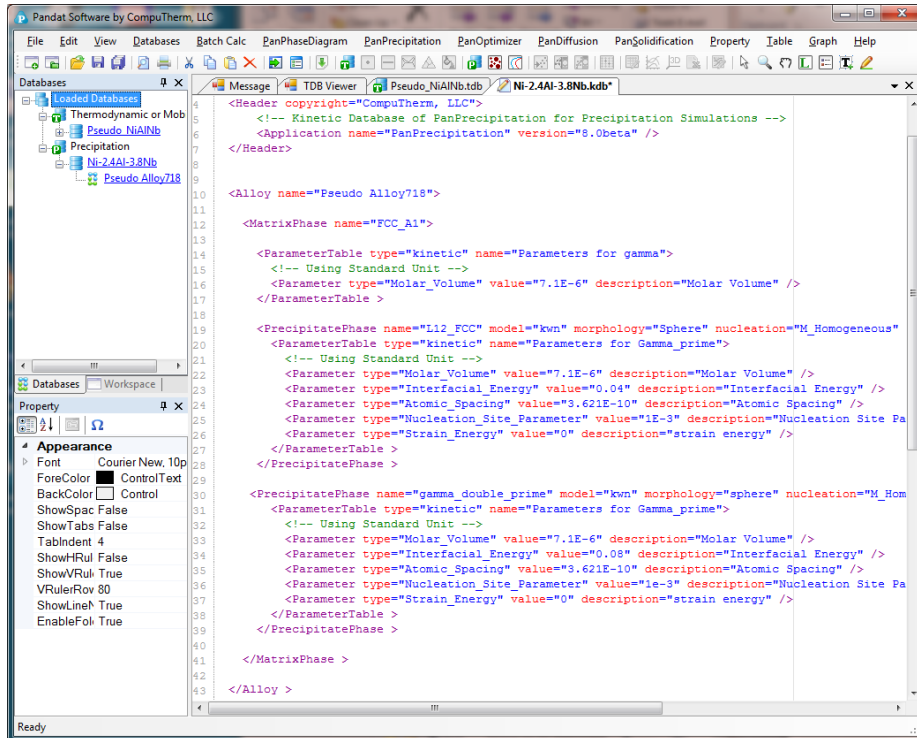 Pandat Software by CompuTherm, LLC
File Edit View Databases Batch Calc PanPhaseDiagram PanPrecipitation PanOptimizer PanDiffusion PanSolidification Property Table Graph Help
Databases
Loaded Databases
Thermodynamic or Mob
Pseudo_NiAlNb
Precipitation
Ni-2.4Al-3.8Nb
Pseudo Alloy718
Databases Workspace
Property
Appearance
Font Courier New, 10p
ForeColor ControlText
BackColor Control
ShowSpac False
ShowTabs False
TabIndent 4
ShowHRul False
ShowVRul True
VRulerRov 80
ShowLineN True
EnableFoli True
Message TDB Viewer Pseudo_NiAlNb.tdb Ni-2.4Al-3.8Nb.kdb*
4 <Header copyright="CompuTherm, LLC">
5 <!-- Kinetic Database of PanPrecipitation for Precipitation Simulations -->
6 <Application name="PanPrecipitation" version="8.0beta" />
7 </Header>
8
9
10 <Alloy name="Pseudo Alloy718">
11
12 <MatrixPhase name="FCC_A1">
13
14 <ParameterTable type="kinetic" name="Parameters for gamma">
15 <!-- Using Standard Unit -->
16 <Parameter type="Molar_Volume" value="7.1E-6" description="Molar Volume" />
17 </ParameterTable >
18
19 <PrecipitatePhase name="L12_FCC" model="kwn" morphology="Sphere" nucleation="M_Homogeneous"
20 <ParameterTable type="kinetic" name="Parameters for Gamma_prime">
21 <!-- Using Standard Unit -->
22 <Parameter type="Molar_Volume" value="7.1E-6" description="Molar Volume" />
23 <Parameter type="Interfacial_Energy" value="0.04" description="Interfacial Energy" />
24 <Parameter type="Atomic_Spacing" value="3.621E-10" description="Atomic Spacing" />
25 <Parameter type="Nucleation_Site_Parameter" value="1E-3" description="Nucleation Site Pa
26 <Parameter type="Strain_Energy" value="0" description="strain energy" />
27 </ParameterTable >
28 </PrecipitatePhase >
29
30 <PrecipitatePhase name="gamma_double_prime" model="kwn" morphology="sphere" nucleation="M_Hom
31 <ParameterTable type="kinetic" name="Parameters for Gamma_prime">
32 <!-- Using Standard Unit -->
33 <Parameter type="Molar_Volume" value="7.1E-6" description="Molar Volume" />
34 <Parameter type="Interfacial_Energy" value="0.08" description="Interfacial Energy" />
35 <Parameter type="Atomic_Spacing" value="3.621E-10" description="Atomic Spacing" />
36 <Parameter type="Nucleation_Site_Parameter" value="1e-3" description="Nucleation Site Pa
37 <Parameter type="Strain_Energy" value="0" description="strain energy" />
38 </ParameterTable >
39 </PrecipitatePhase >
40
41 </MatrixPhase >
42
43 </Alloy >
Ready